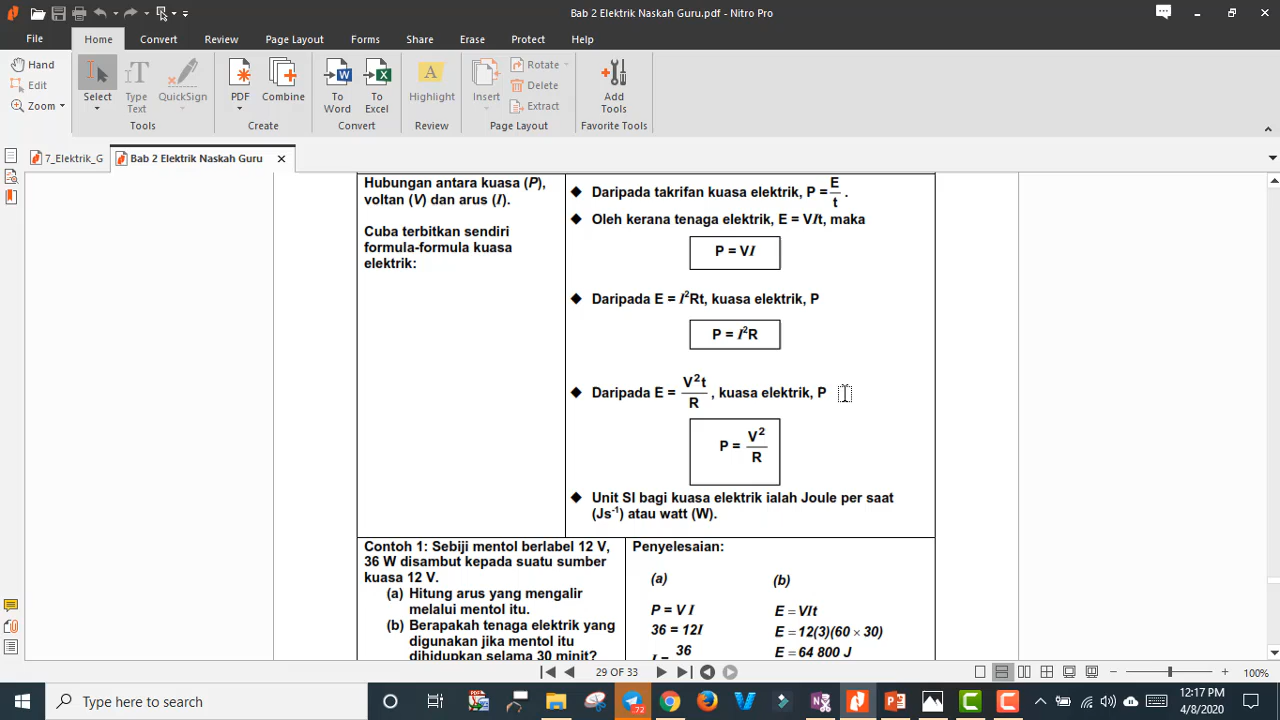 Bab 2 Elektrik Naskah Guru.pdf - Nitro Pro
File Home Convert Review Page Layout Forms Share Erase Protect Help
Hand
Edit
Zoom
Select
Type Text
QuickSign
Tools
PDF
Combine
Create
To Word
To Excel
Convert
Highlight
Review
Insert
Rotate
Delete
Extract
Page Layout
Add Tools
Favorite Tools
7_Elektrik_G
Bab 2 Elektrik Naskah Guru
Hubungan antara kuasa (P),
voltan (V) dan arus (I).
Cuba terbitkan sendiri
formula-formula kuasa
elektrik:
◆ Daripada takrifan kuasa elektrik, P = E/t .
◆ Oleh kerana tenaga elektrik, E = VIt, maka
P = VI
◆ Daripada E = I²Rt, kuasa elektrik, P
P = I²R
◆ Daripada E = V²t/R , kuasa elektrik, P
P = V²/R
◆ Unit SI bagi kuasa elektrik ialah Joule per saat
(Js⁻¹) atau watt (W).
Contoh 1: Sebiji mentol berlabel 12 V,
36 W disambut kepada suatu sumber
kuasa 12 V.
(a) Hitung arus yang mengalir
melalui mentol itu.
(b) Berapakah tenaga elektrik yang
digunakan jika mentol itu
dihidupkan selama 30 minit?
Penyelesaian:
(a) (b)
P = V I E = VIt
36 = 12I E = 12(3)(60 × 30)
I = 36 E = 64 800 J
29 OF 33
100%
Type here to search
72
12:17 PM
4/8/2020